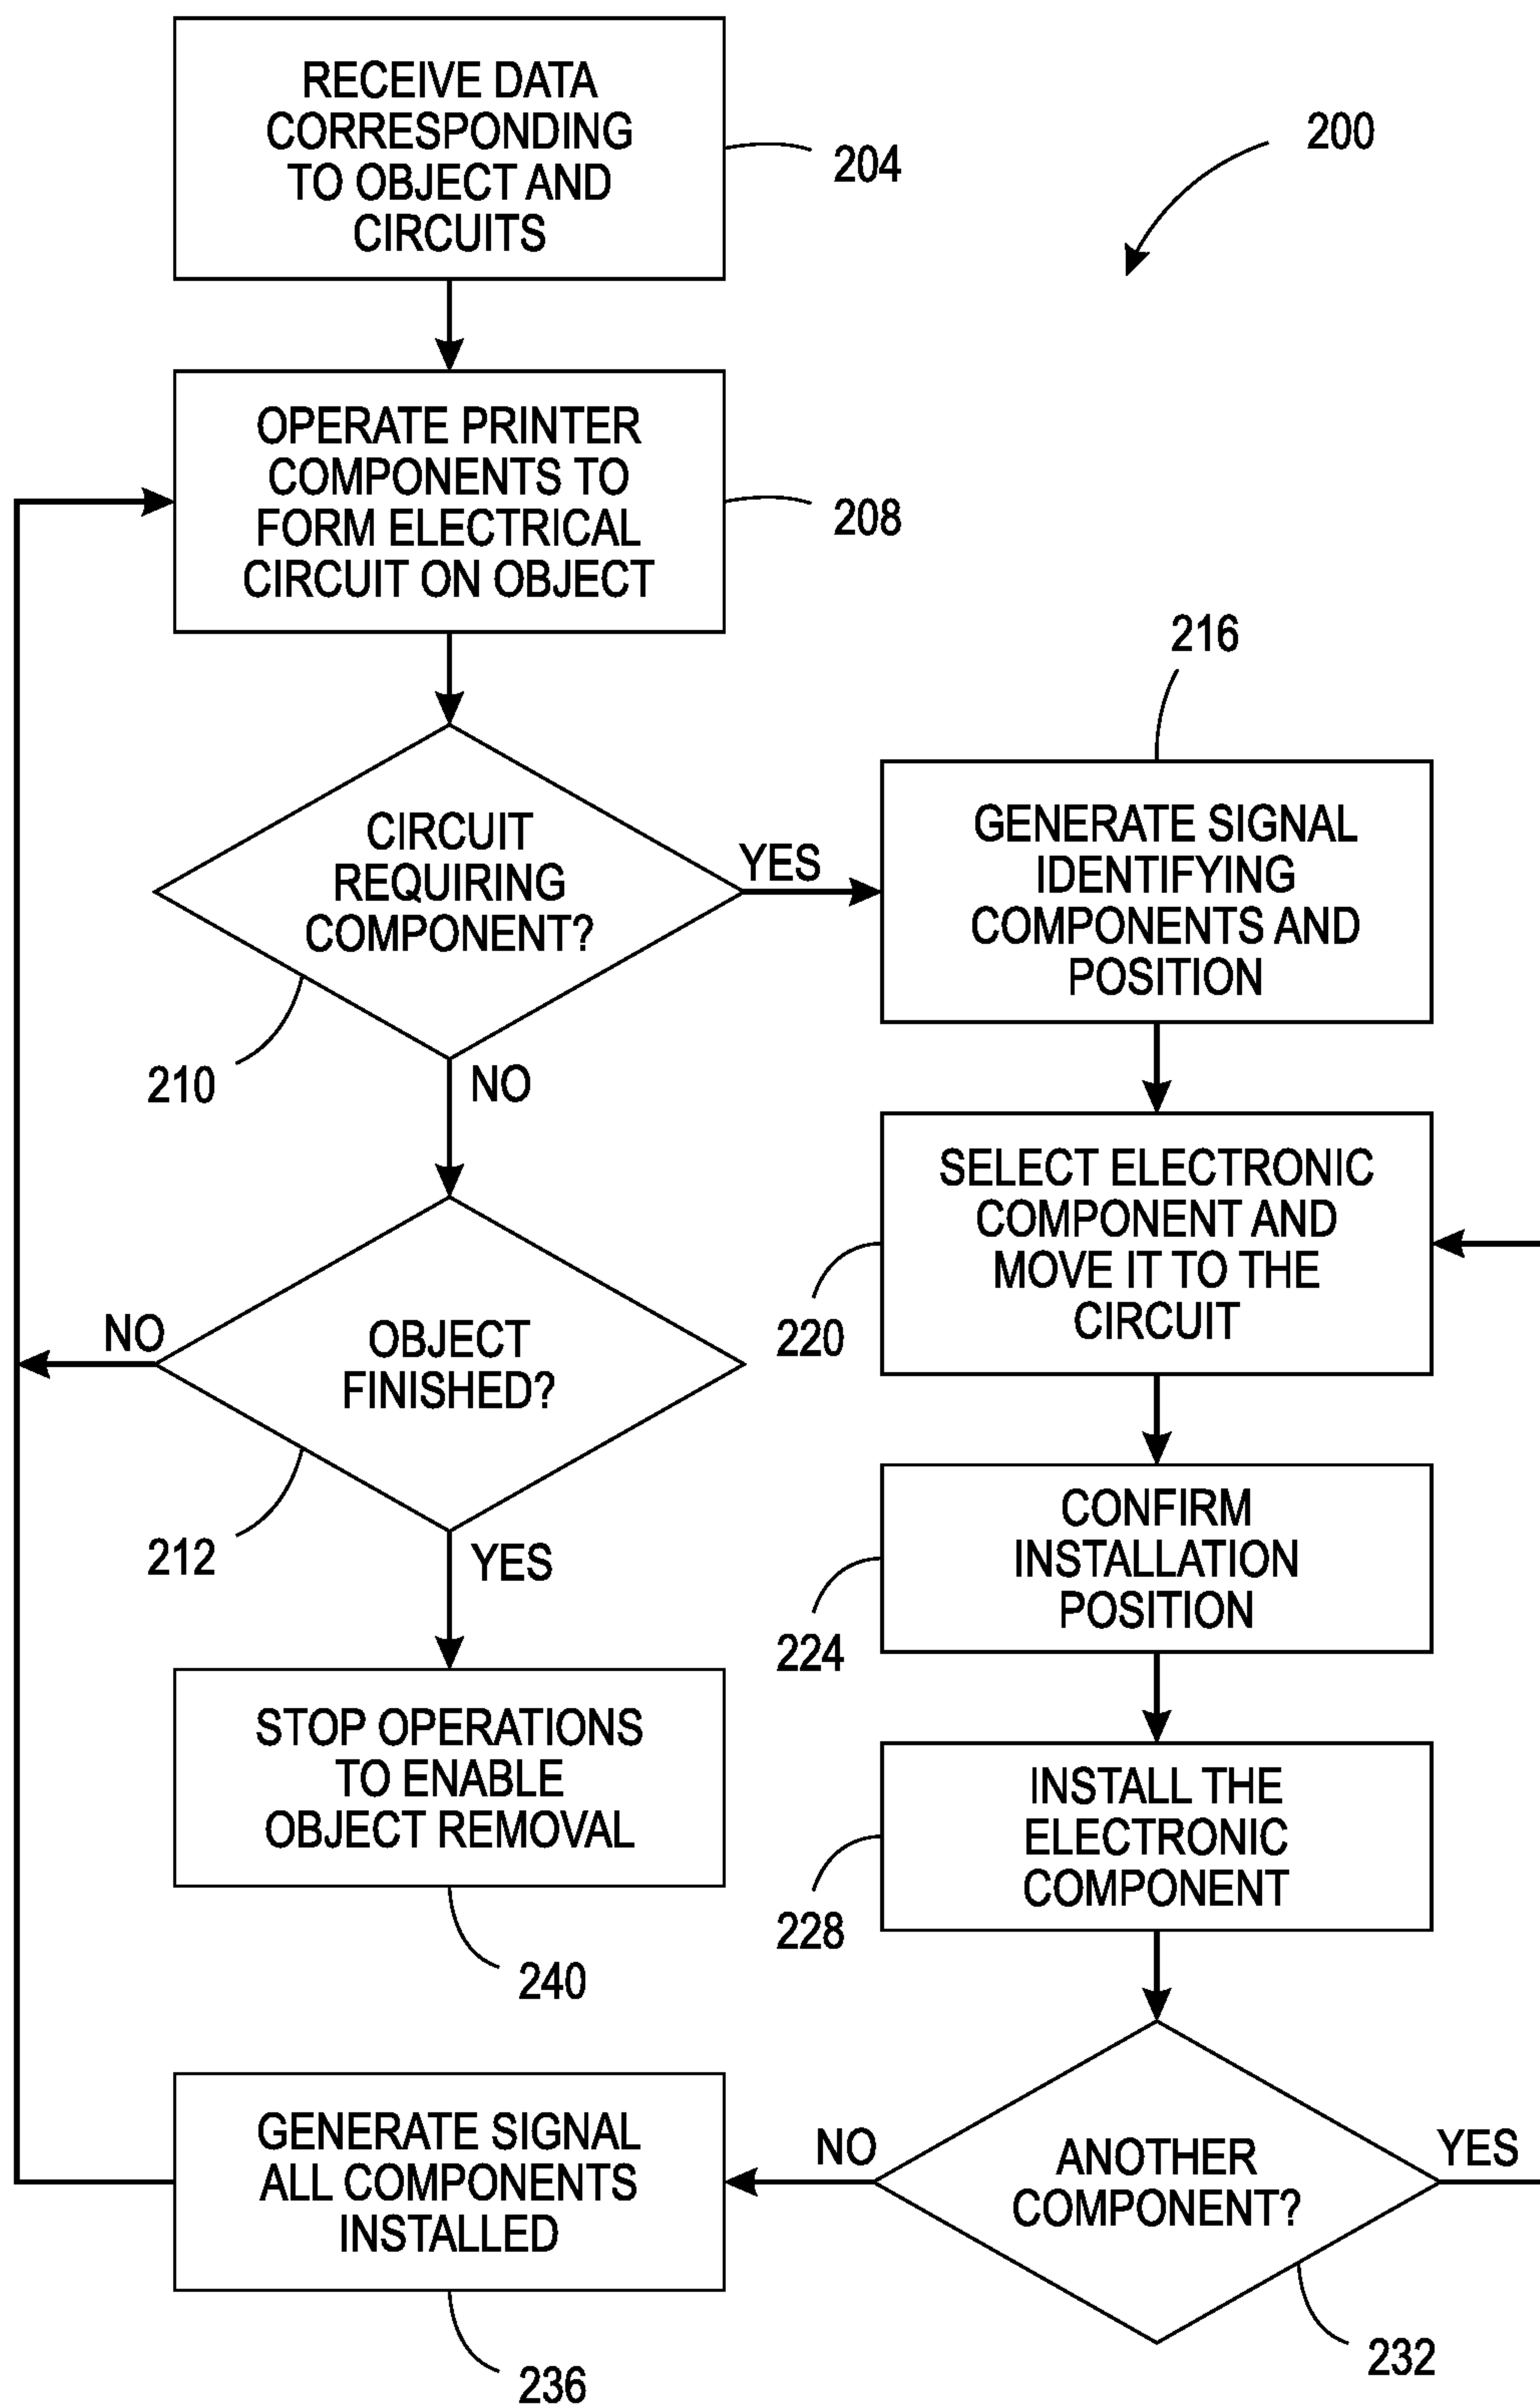 RECEIVE DATA
CORRESPONDING
TO OBJECT AND
CIRCUITS
204
200
OPERATE PRINTER
COMPONENTS TO
FORM ELECTRICAL
CIRCUIT ON OBJECT
208
CIRCUIT
REQUIRING
COMPONENT?
YES
210
NO
216
GENERATE SIGNAL
IDENTIFYING
COMPONENTS AND
POSITION
SELECT ELECTRONIC
COMPONENT AND
MOVE IT TO THE
CIRCUIT
220
NO
OBJECT
FINISHED?
212
YES
CONFIRM
INSTALLATION
POSITION
224
STOP OPERATIONS
TO ENABLE
OBJECT REMOVAL
240
INSTALL THE
ELECTRONIC
COMPONENT
228
GENERATE SIGNAL
ALL COMPONENTS
INSTALLED
236
NO
ANOTHER
COMPONENT?
YES
232